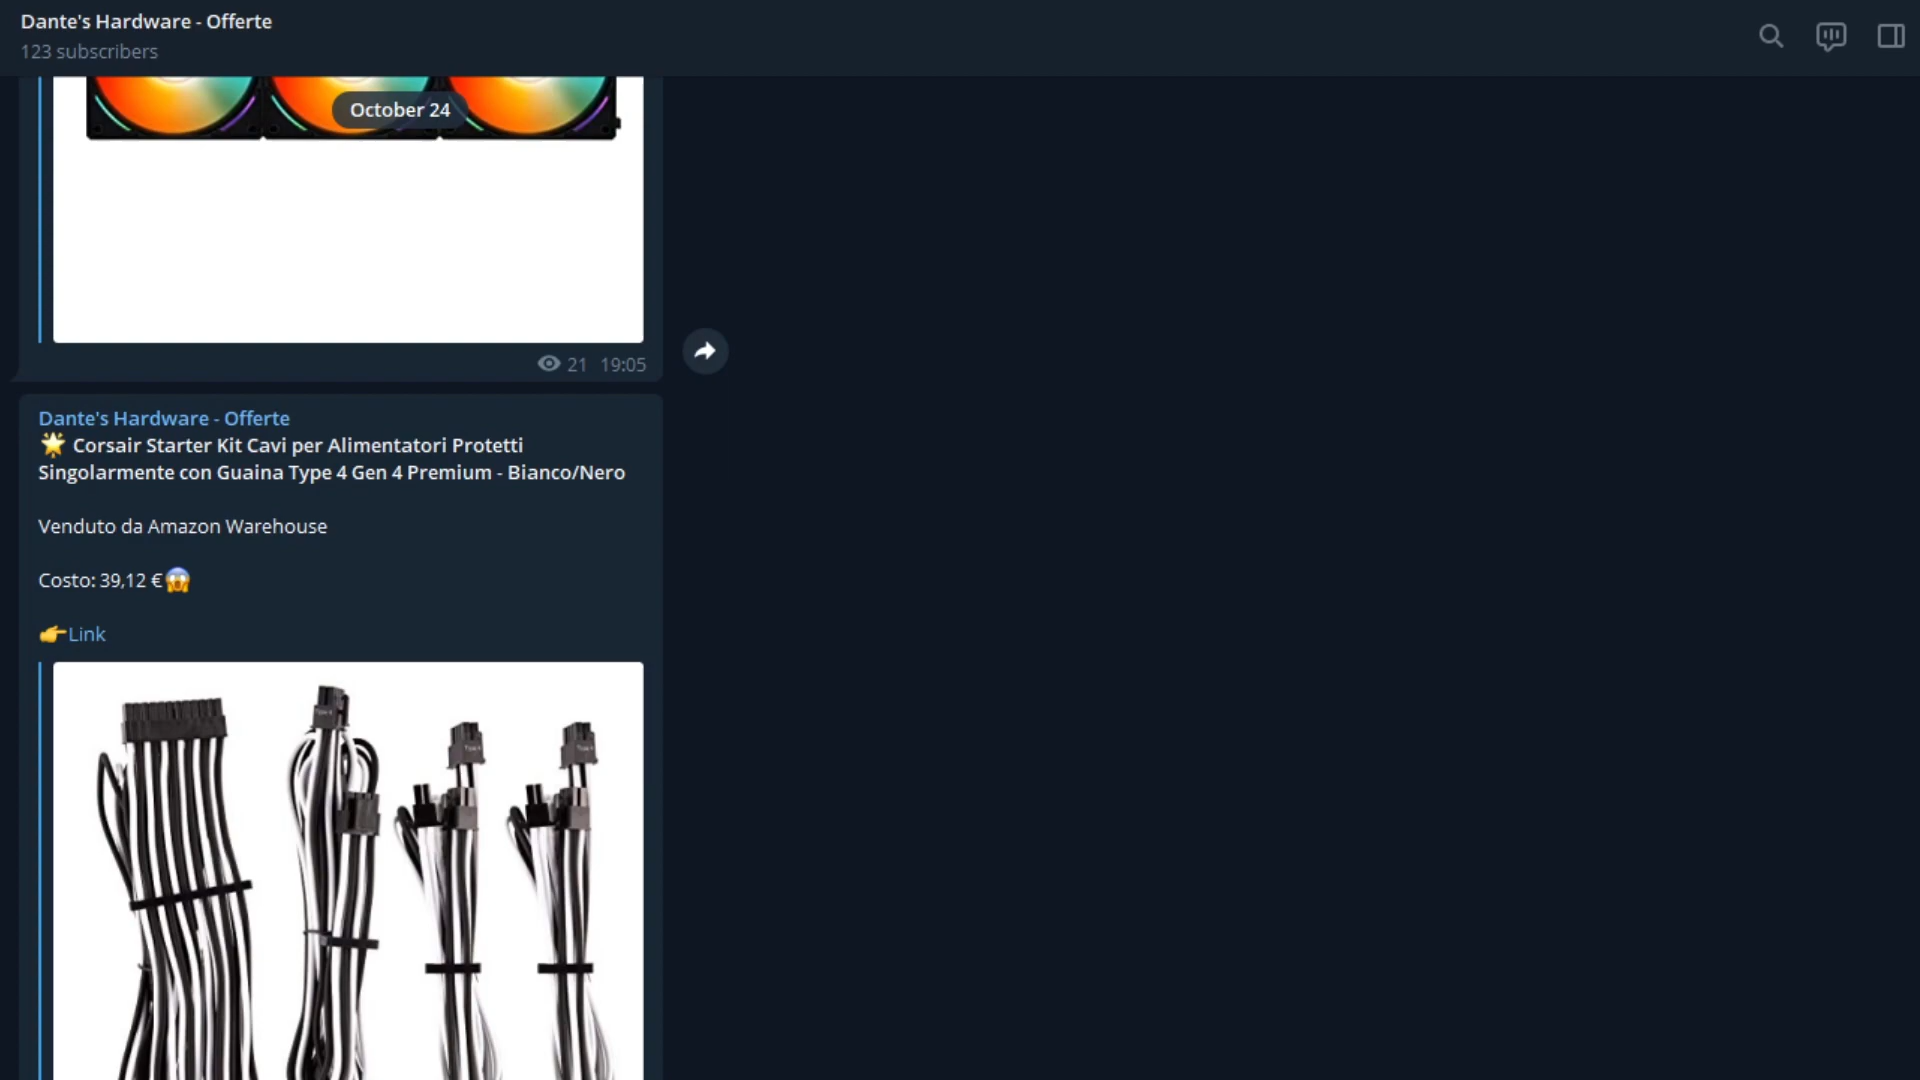 Dante's Hardware - Offerte
123 subscribers
October 24
21 19:05
Dante's Hardware - Offerte
🌟 Corsair Starter Kit Cavi per Alimentatori Protetti
Singolarmente con Guaina Type 4 Gen 4 Premium - Bianco/Nero
Venduto da Amazon Warehouse
Costo: 39,12 €😱
👉Link